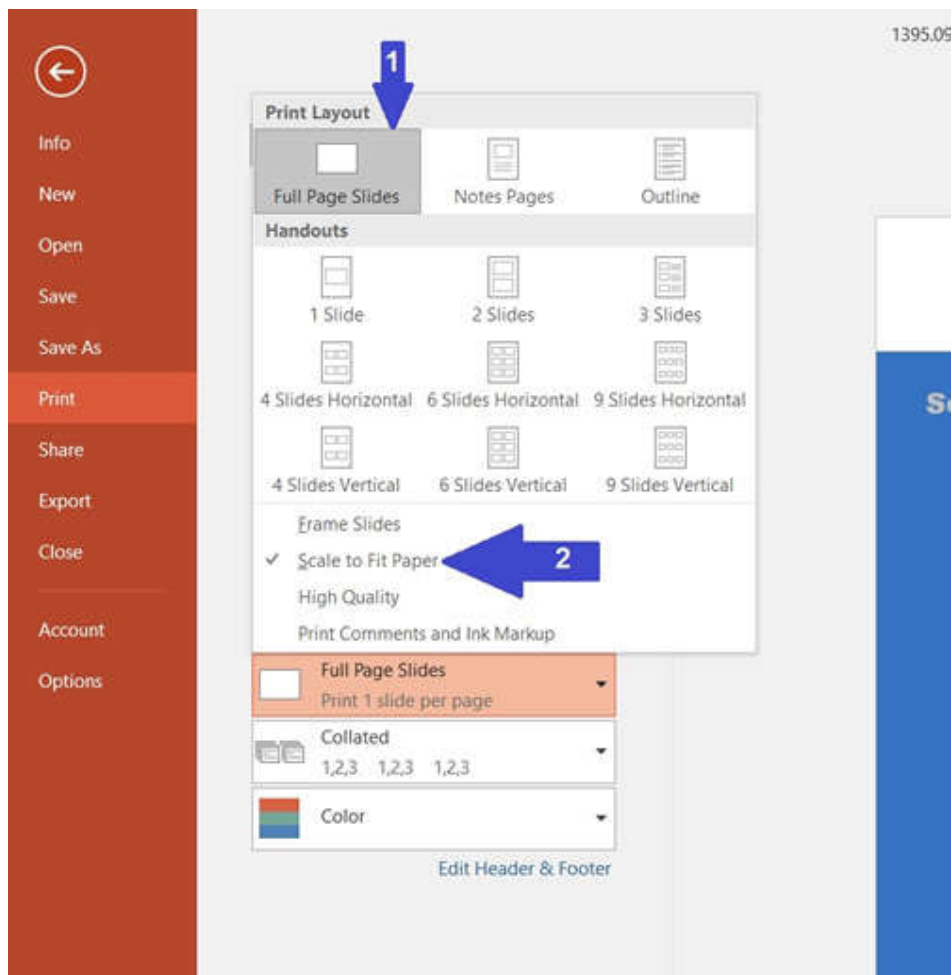 1395.09
1
Info
New
Open
Save
Save As
Print
Share
Export
Close
Account
Options
Print Layout
Full Page Slides Notes Pages Outline
Handouts
1 Slide 2 Slides 3 Slides
4 Slides Horizontal 6 Slides Horizontal 9 Slides Horizontal
4 Slides Vertical 6 Slides Vertical 9 Slides Vertical
Frame Slides
✓ Scale to Fit Paper 2
High Quality
Print Comments and Ink Markup
Full Page Slides
Print 1 slide per page
Collated
1,2,3 1,2,3 1,2,3
Color
Edit Header & Footer